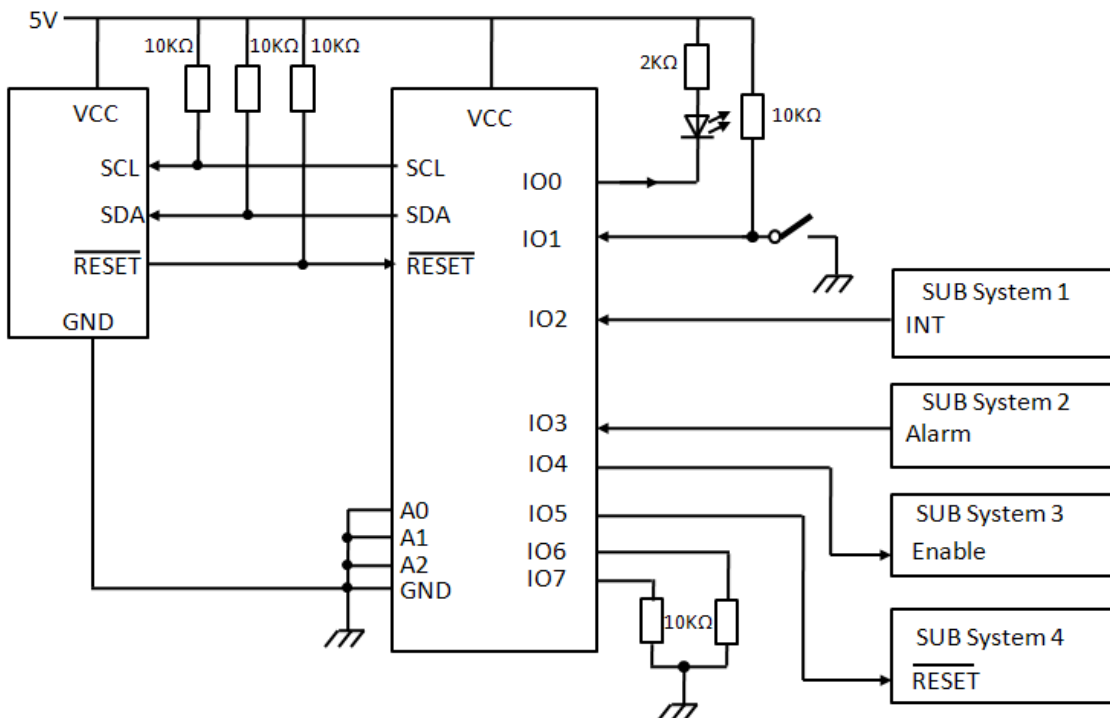 5V
10KΩ 10KΩ 10KΩ
2KΩ
10KΩ
VCC
SCL
SDA
RESET
GND
VCC
SCL
SDA
RESET
A0
A1
A2
GND
IO0
IO1
IO2
IO3
IO4
IO5
IO6
IO7
10KΩ
SUB System 1
INT
SUB System 2
Alarm
SUB System 3
Enable
SUB System 4
RESET